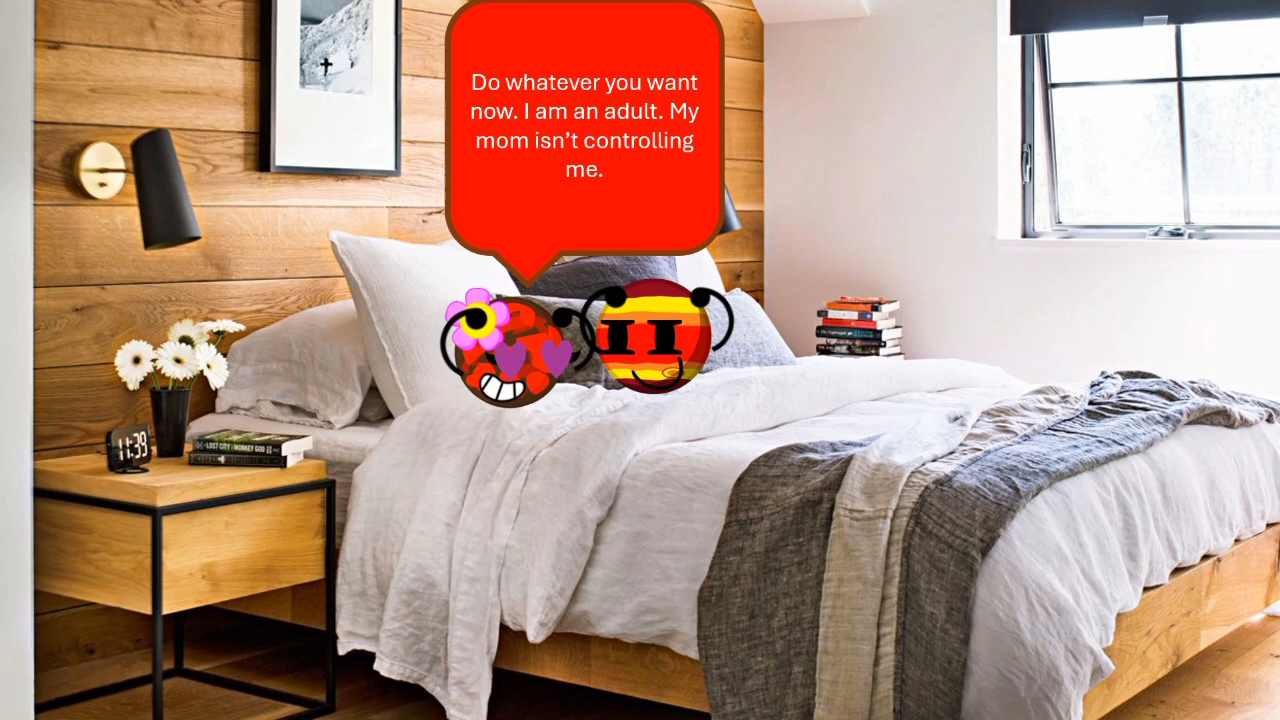 Do whatever you want
now. I am an adult. My
mom isn’t controlling
me.
11:39
LOST CITY MONKEY GOD